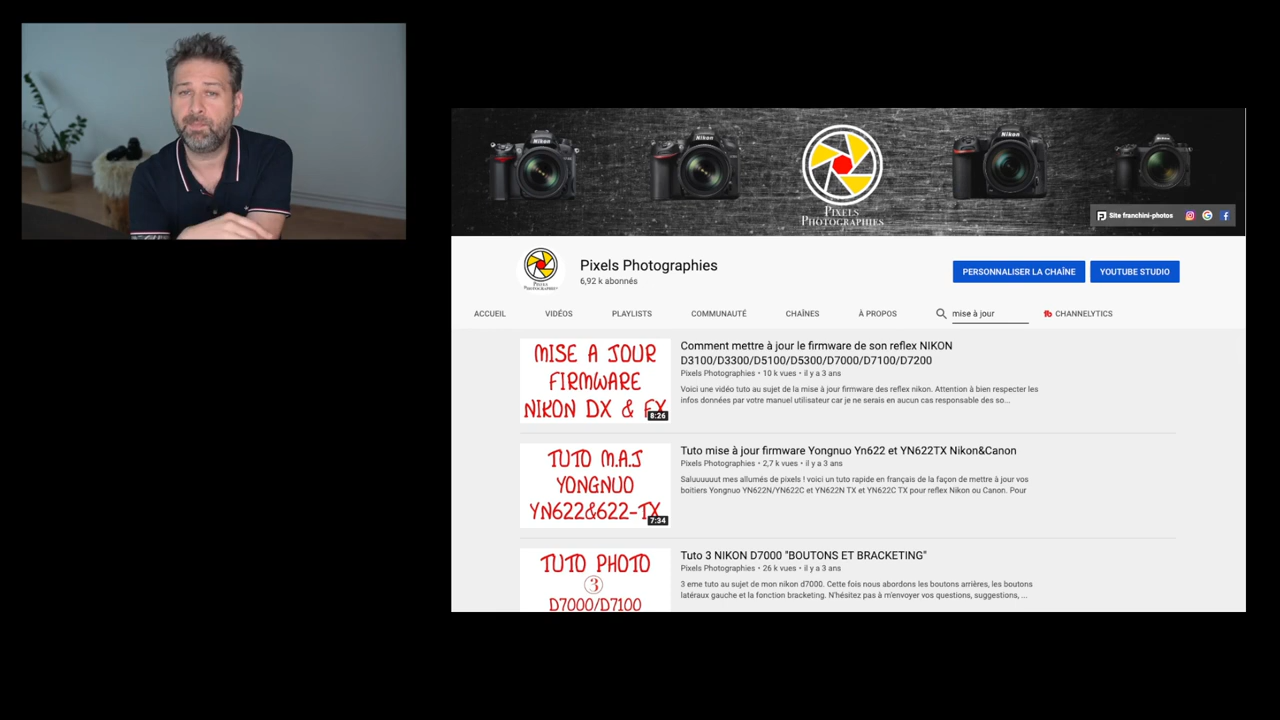 Nikon
Nikon
Nikon
Nikon
PIXELS
PHOTOGRAPHIES
Site franchini-photos
Pixels Photographies
6,92 k abonnés
PERSONNALISER LA CHAÎNE
YOUTUBE STUDIO
ACCUEIL
VIDÉOS
PLAYLISTS
COMMUNAUTÉ
CHAÎNES
À PROPOS
mise à jour
CHANNELYTICS
MISE A JOUR
FIRMWARE
NIKON DX & FX
8:26
Comment mettre à jour le firmware de son reflex NIKON
D3100/D3300/D5100/D5300/D7000/D7100/D7200
Pixels Photographies • 10 k vues • il y a 3 ans
Voici une vidéo tuto au sujet de la mise à jour firmware des reflex nikon. Attention à bien respecter les
infos données par votre manuel utilisateur car je ne serais en aucun cas responsable des so...
TUTO M.A.J
YONGNUO
YN622&622-TX
7:34
Tuto mise à jour firmware Yongnuo Yn622 et YN622TX Nikon&Canon
Pixels Photographies • 2,7 k vues • il y a 3 ans
Saluuuuuut mes allumés de pixels ! voici un tuto rapide en français de la façon de mettre à jour vos
boitiers Yongnuo YN622N/YN622C et YN622N TX et YN622C TX pour reflex Nikon ou Canon. Pour
TUTO PHOTO
3
D7000/D7100
Tuto 3 NIKON D7000 "BOUTONS ET BRACKETING"
Pixels Photographies • 26 k vues • il y a 3 ans
3 eme tuto au sujet de mon nikon d7000. Cette fois nous abordons les boutons arrières, les boutons
latéraux gauche et la fonction bracketing. N'hésitez pas à m'envoyer vos questions, suggestions, ...